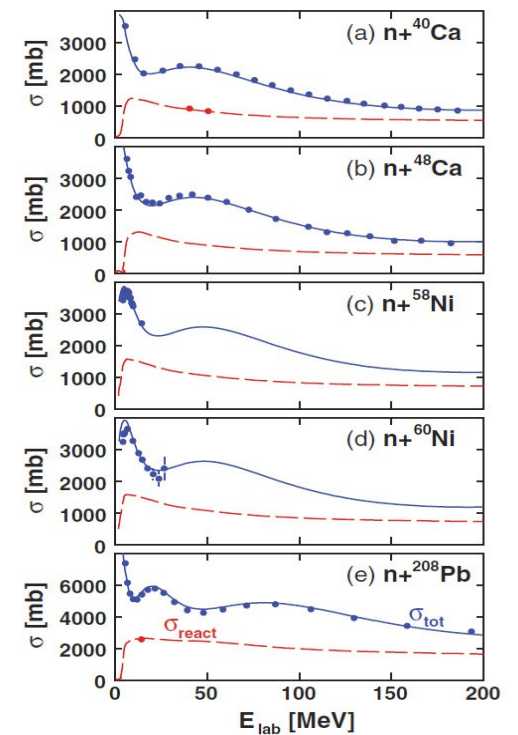 (a) n+40Ca
σ [mb]
3000
2000
1000
0
(b) n+48Ca
σ [mb]
3000
2000
1000
0
(c) n+58Ni
σ [mb]
3000
2000
1000
0
(d) n+60Ni
σ [mb]
3000
2000
1000
0
(e) n+208Pb
σ [mb]
6000
4000
2000
0
σreact
σtot
0 50 100 150 200
Elab [MeV]